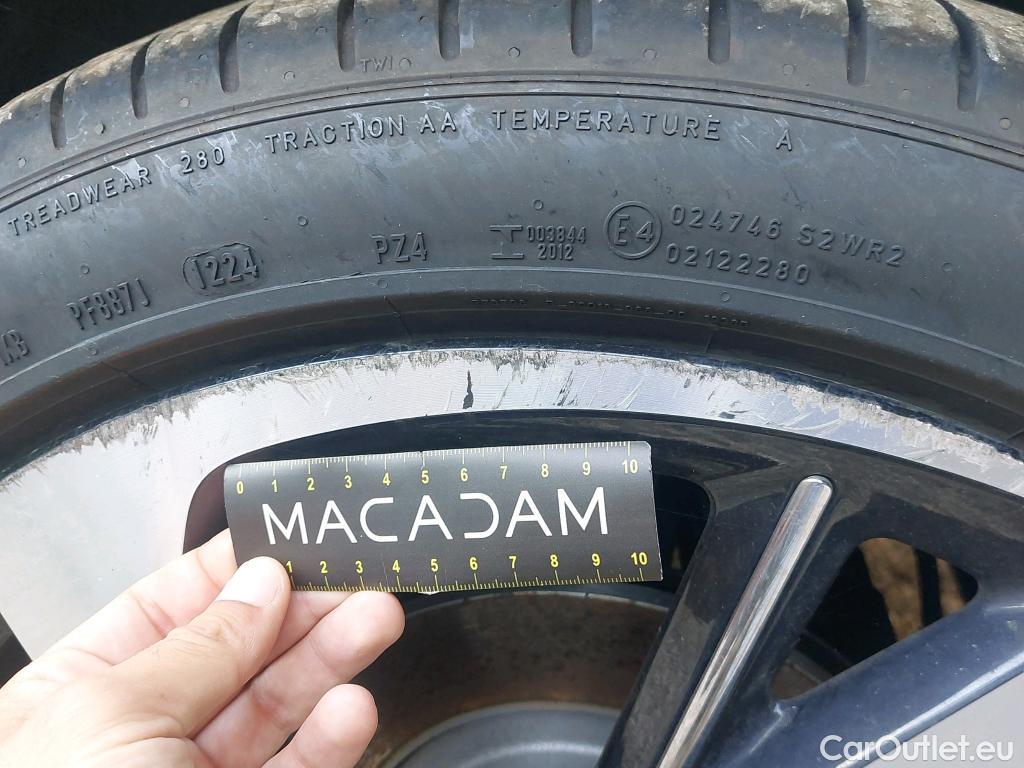 TWI
TREADWEAR 280 TRACTION AA TEMPERATURE A
PF8871 1224 PZ4 003844 E4 024746 S2WR2
2012 02122280
0 1 2 3 4 5 6 7 8 9 10
MACADAM
1 2 3 4 5 6 7 8 9 10
CarOutlet.eu